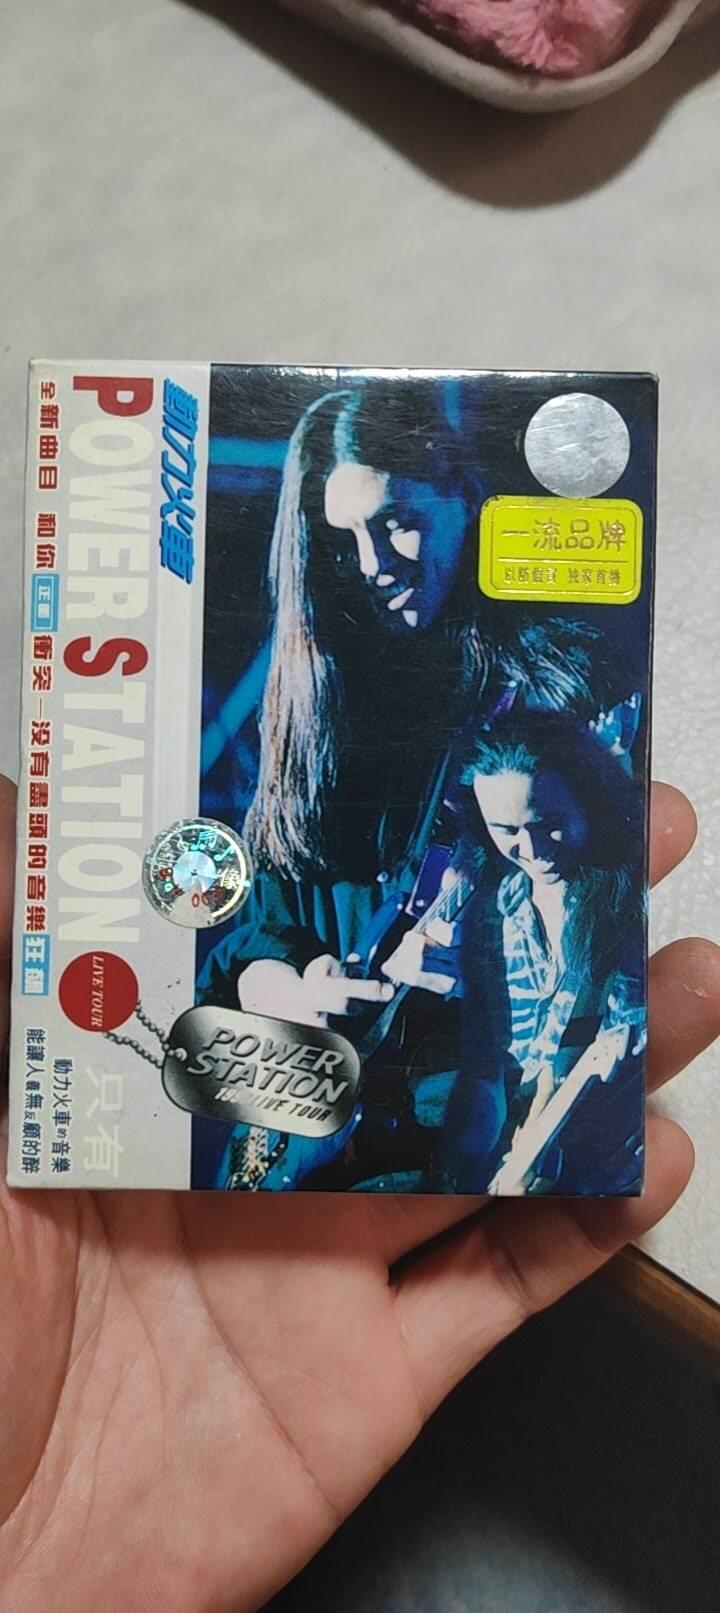 動力火車
POWER STATION
全新曲目 和你正面衝突—沒有盡頭的音樂狂飆
LIVE TOUR
只有
動力火車的音樂
能讓人義無反顧的醉
POWER
STATION
LIVE TOUR
一流品牌
以防假冒 独家首播